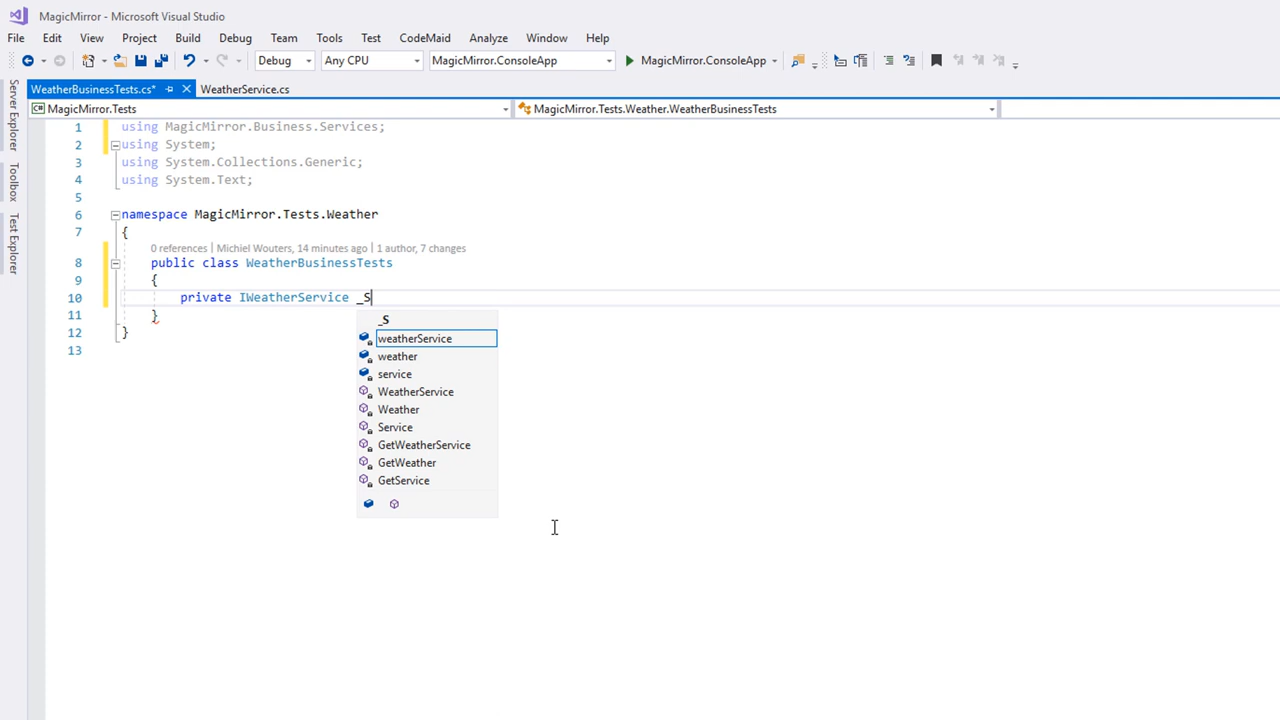 MagicMirror - Microsoft Visual Studio
File Edit View Project Build Debug Team Tools Test CodeMaid Analyze Window Help
Debug Any CPU MagicMirror.ConsoleApp MagicMirror.ConsoleApp
Server Explorer
Toolbox
Test Explorer
WeatherBusinessTests.cs* WeatherService.cs
MagicMirror.Tests MagicMirror.Tests.Weather.WeatherBusinessTests
1 using MagicMirror.Business.Services;
2 using System;
3 using System.Collections.Generic;
4 using System.Text;
5
6 namespace MagicMirror.Tests.Weather
7 {
0 references | Michiel Wouters, 14 minutes ago | 1 author, 7 changes
8 public class WeatherBusinessTests
9 {
10 private IWeatherService _S
11 }
12 }
13
_S
weatherService
weather
service
WeatherService
Weather
Service
GetWeatherService
GetWeather
GetService